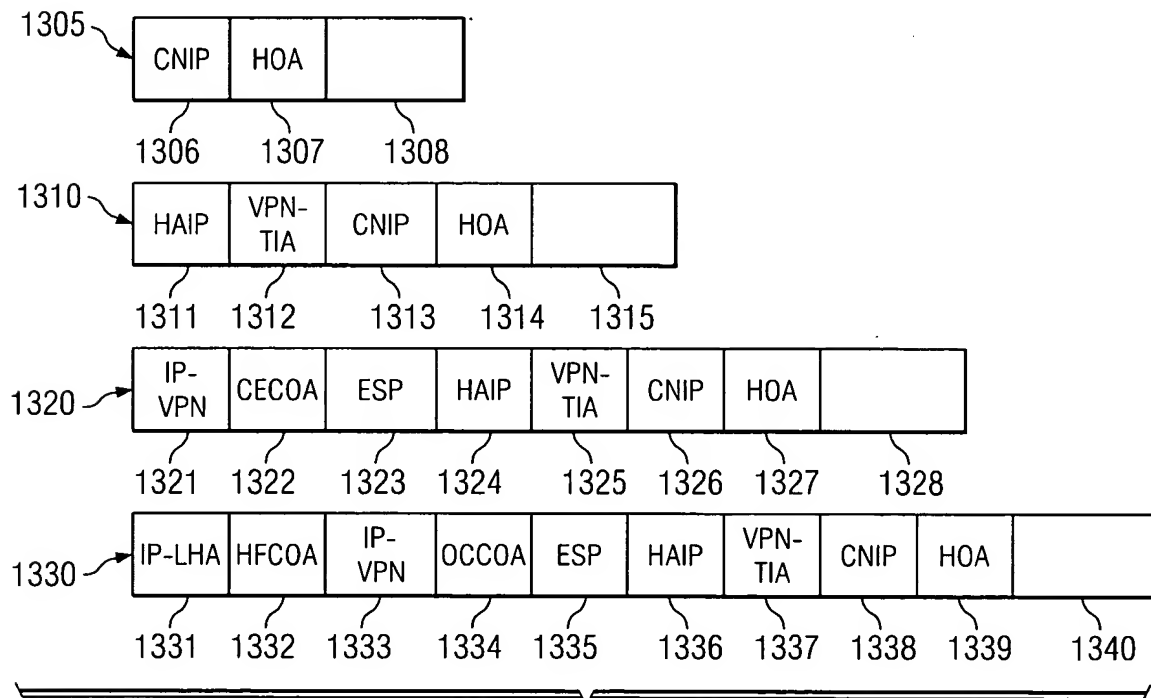 1305
CNIP HOA
1306 1307 1308
1310
HAIP VPN-TIA CNIP HOA
1311 1312 1313 1314 1315
1320
IP-VPN CECOA ESP HAIP VPN-TIA CNIP HOA
1321 1322 1323 1324 1325 1326 1327 1328
1330
IP-LHA HFCOA IP-VPN OCCOA ESP HAIP VPN-TIA CNIP HOA
1331 1332 1333 1334 1335 1336 1337 1338 1339 1340